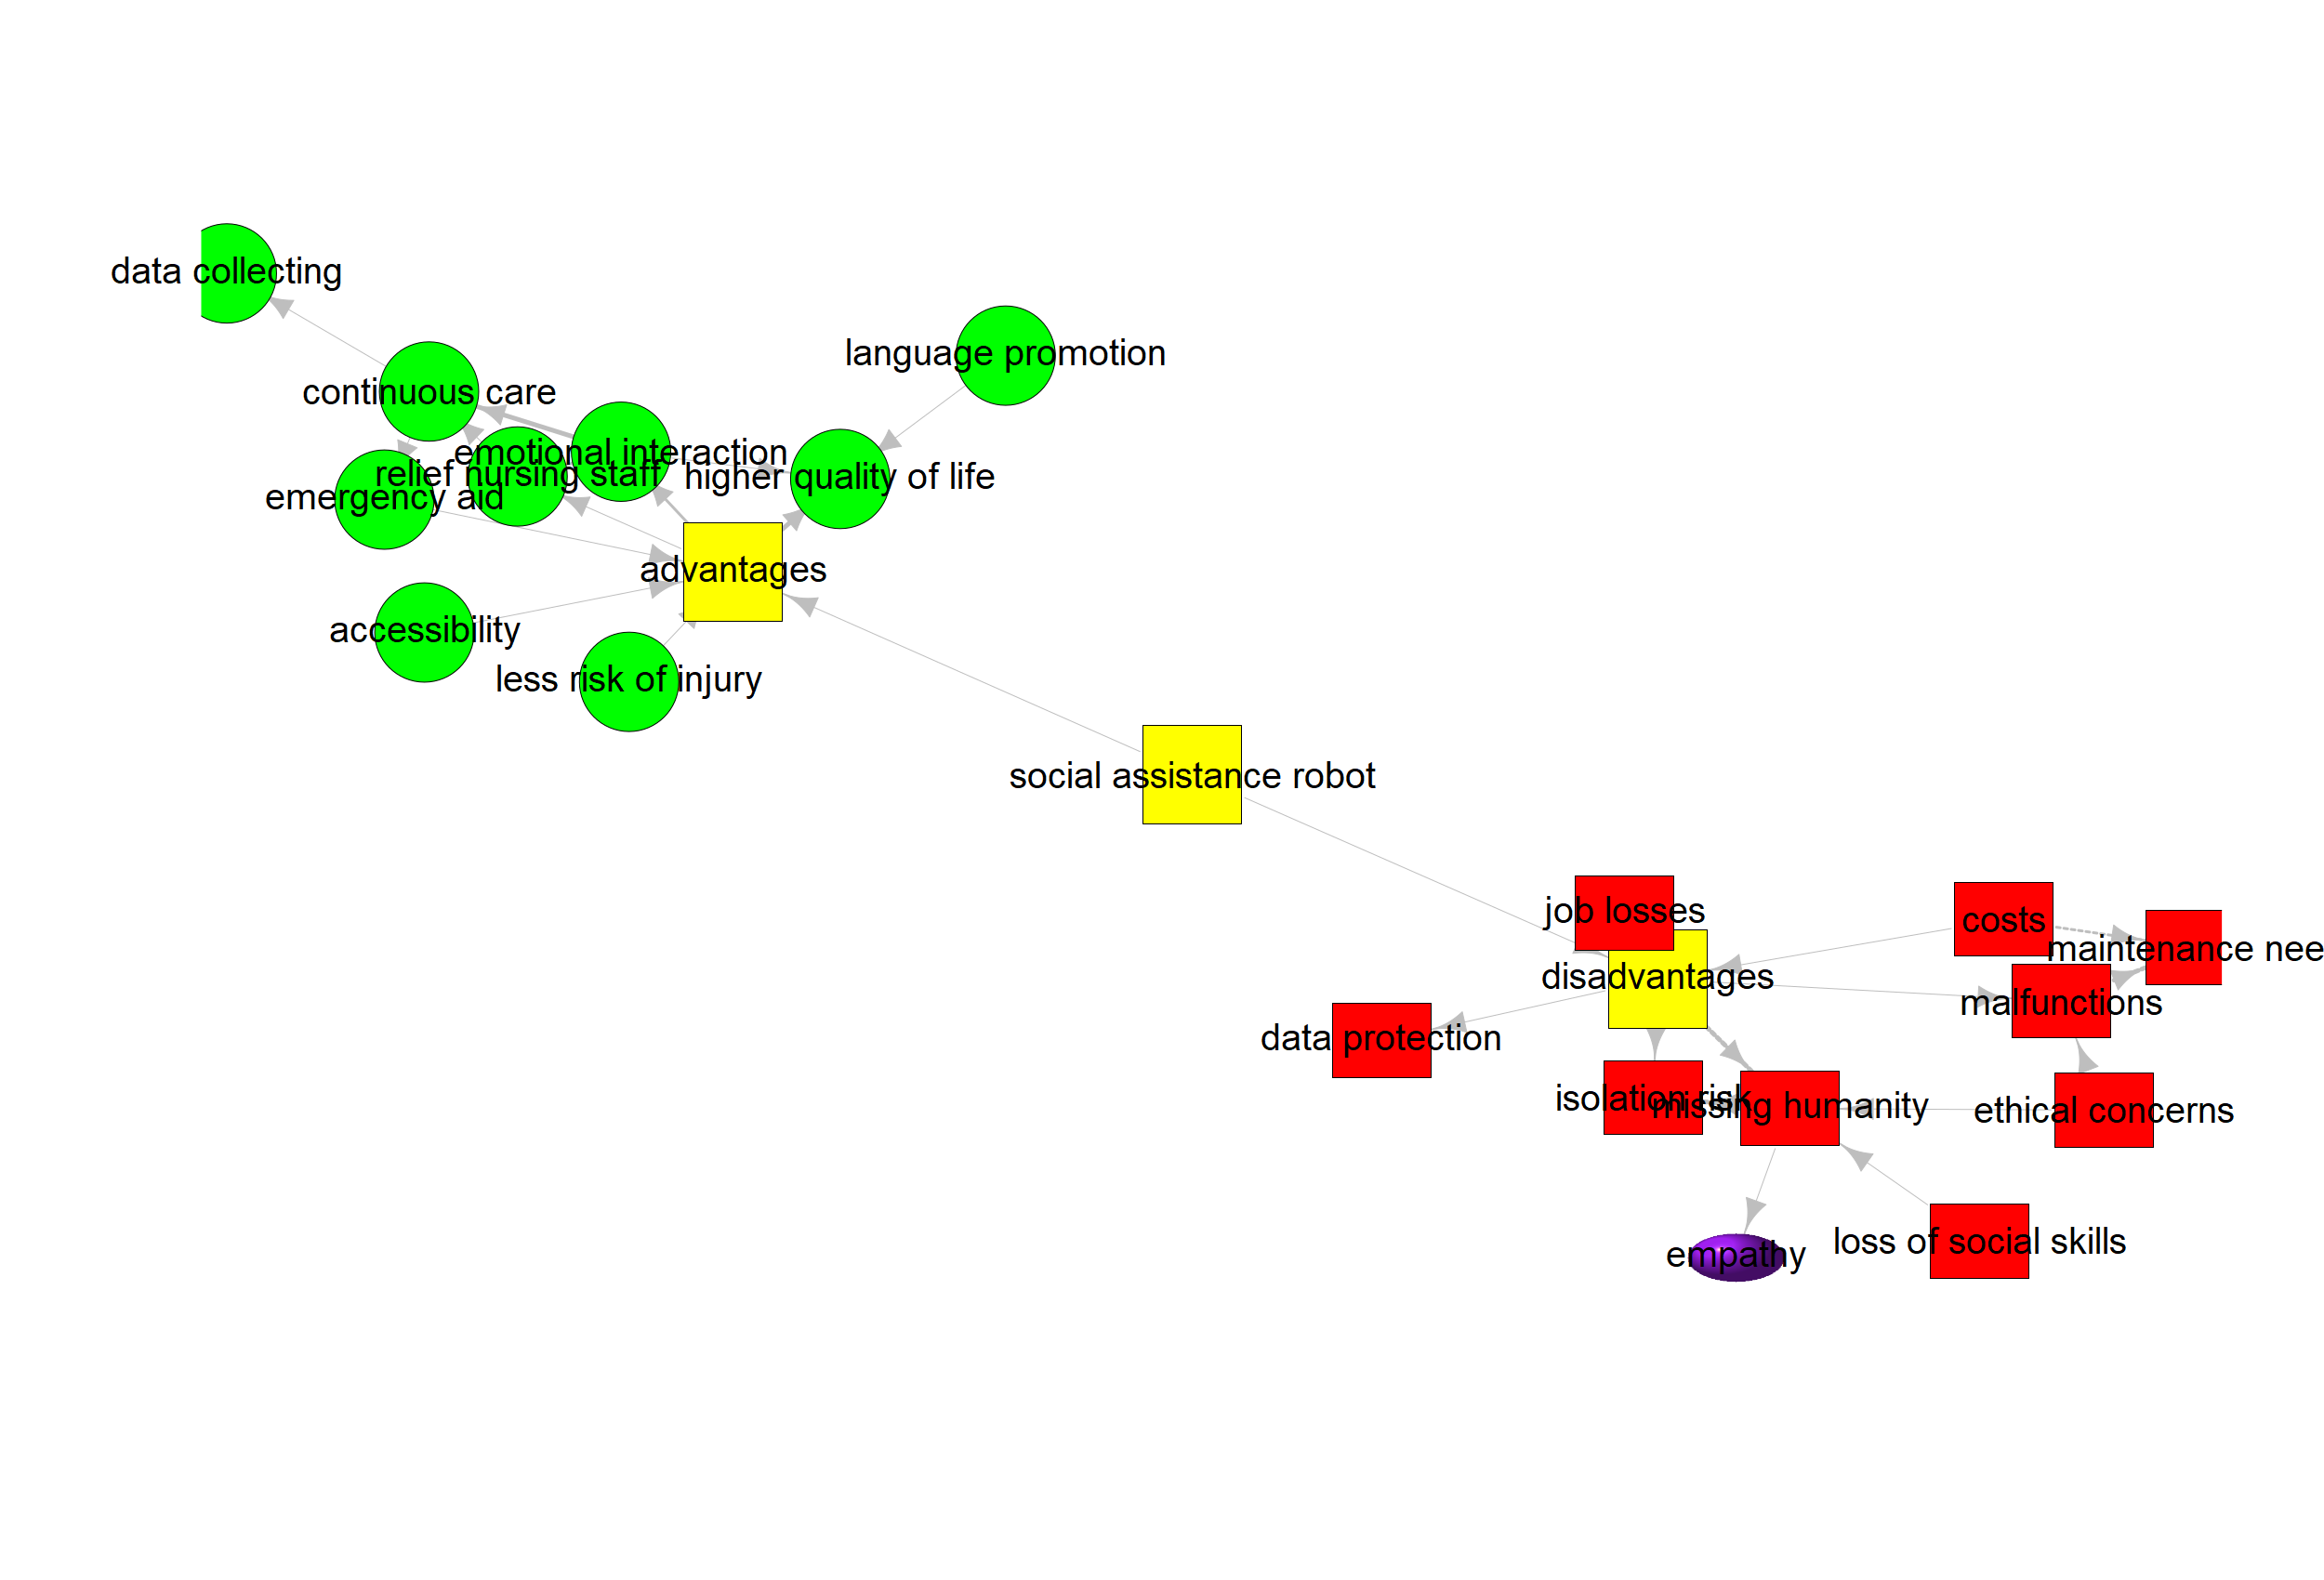 data collecting
language promotion
continuous care
emotional interaction
relief nursing staff
higher quality of life
emergency aid
advantages
accessibility
less risk of injury
social assistance robot
job losses
costs
maintenance nee
disadvantages
malfunctions
data protection
isolation risk
missing humanity
ethical concerns
loss of social skills
empathy